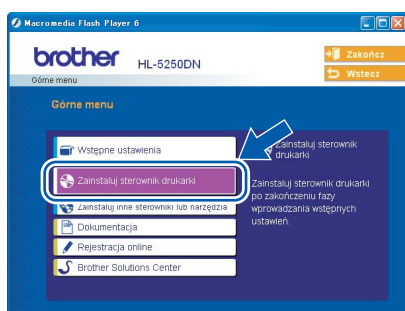 Macromedia Flash Player 6
brother
HL-5250DN
Zakończ
Wstecz
Górne menu
Górne menu
Wstępne ustawienia
Zainstaluj sterownik drukarki
Zainstaluj inne sterowniki lub narzędzia
Dokumentacja
Rejestracja online
Brother Solutions Center
Zainstaluj sterownik
drukarki
Zainstaluj sterownik drukarki
po zakończeniu fazy
wprowadzania wstępnych
ustawień.